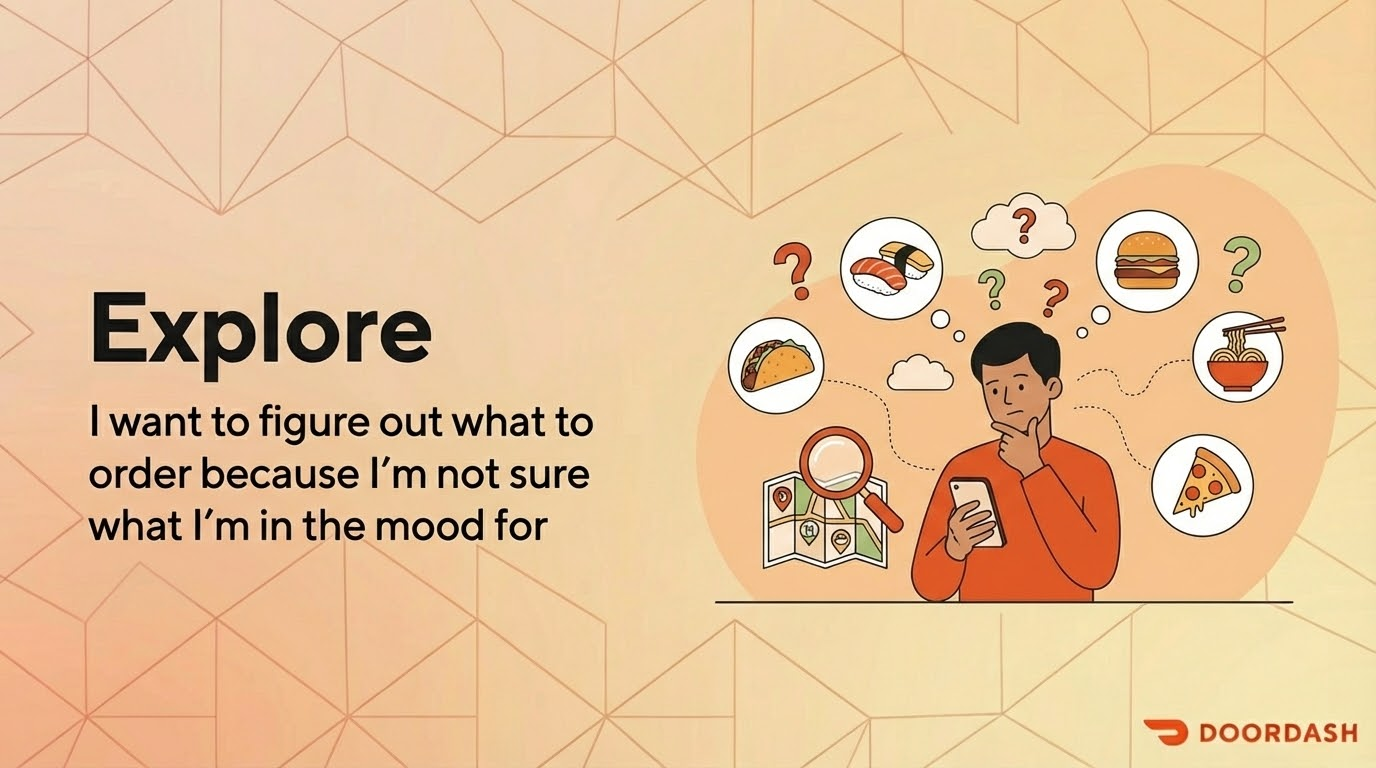 Explore
I want to figure out what to
order because I’m not sure
what I’m in the mood for
DOORDASH